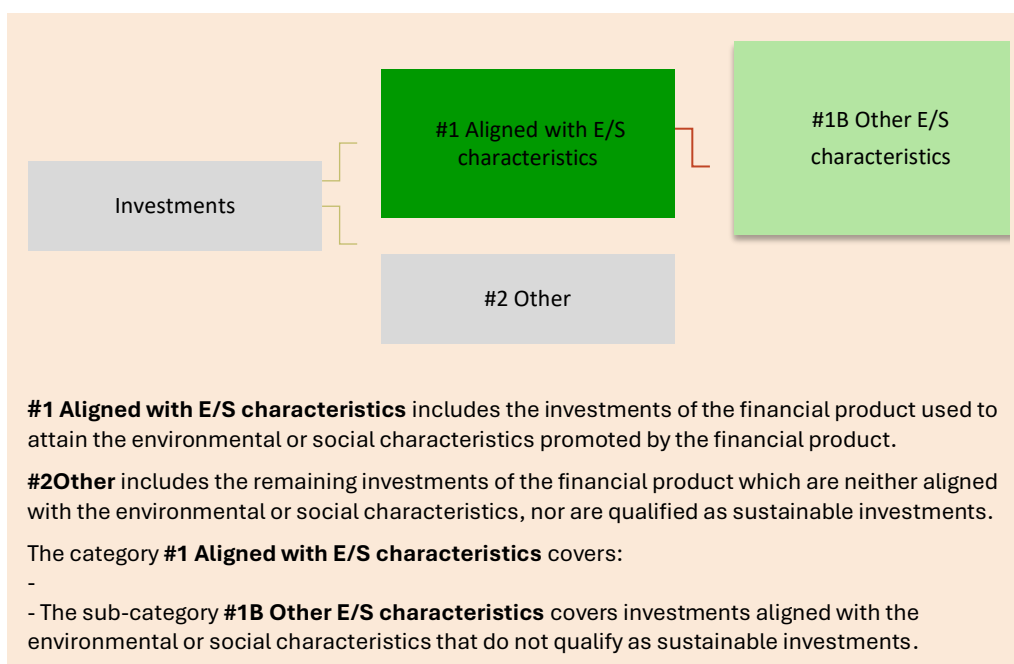 #1 Aligned with E/S
characteristics
#1B Other E/S
characteristics
Investments
#2 Other
#1 Aligned with E/S characteristics includes the investments of the financial product used to
attain the environmental or social characteristics promoted by the financial product.
#2Other includes the remaining investments of the financial product which are neither aligned
with the environmental or social characteristics, nor are qualified as sustainable investments.
The category #1 Aligned with E/S characteristics covers:
-
- The sub-category #1B Other E/S characteristics covers investments aligned with the
environmental or social characteristics that do not qualify as sustainable investments.